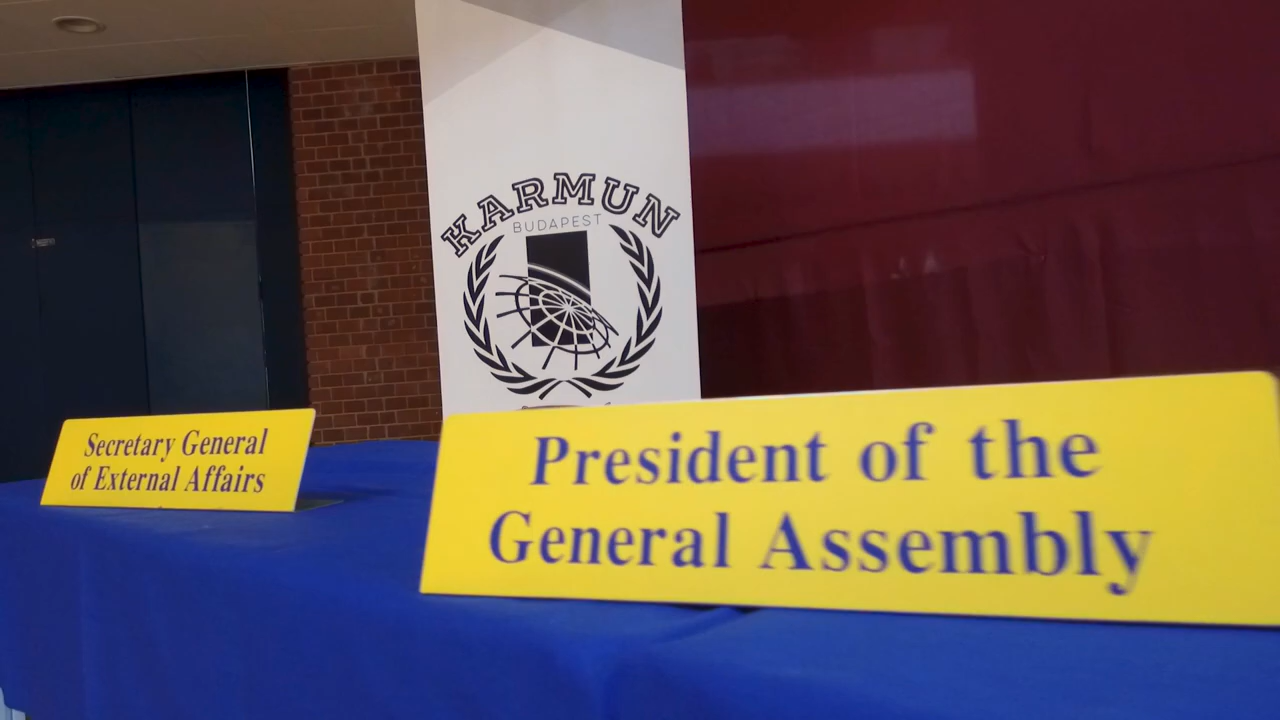 KARMUN
BUDAPEST
Secretary General
of External Affairs
President of the
General Assembly